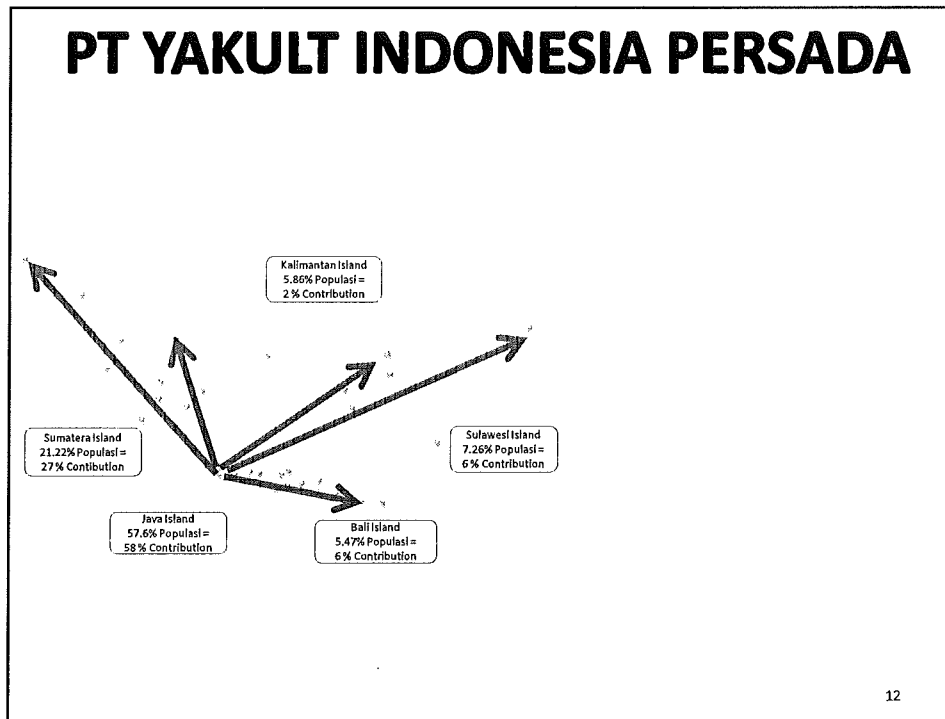 PT YAKULT INDONESIA PERSADA
Kalimantan Island
5.86% Populasi =
2% Contribution
Sumatera Island
21.22% Populasi =
27% Contibution
Sulawesi Island
7.26% Populasi =
6% Contribution
Java Island
57.6% Populasi =
58% Contribution
Bali Island
5.47% Populasi =
6% Contribution
12